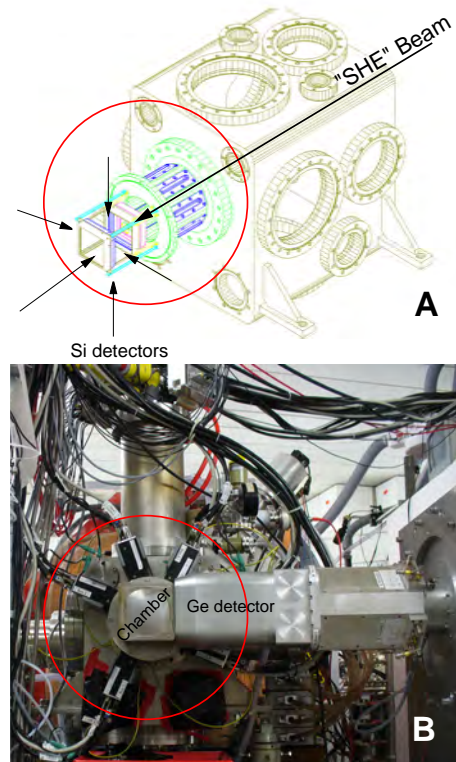 A
"SHE" Beam
Si detectors
Chamber
Ge detector
B